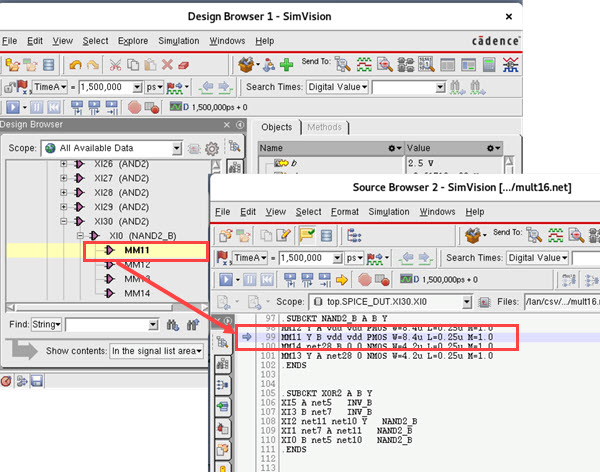 Design Browser 1 - SimVision
File Edit View Select Explore Simulation Windows Help
cādence
Send To:
TimeA = 1,500,000 ps
Search Times: Digital Value
1,500,000ps + 0
Design Browser
Objects Methods
Scope: All Available Data
Name Value
b 2.5 V
XI26 (AND2)
XI27 (AND2)
XI28 (AND2)
XI29 (AND2)
XI30 (AND2)
XI0 (NAND2_B)
MM11
MM12
MM14
Find: String
Show contents: In the signal list area
Source Browser 2 - SimVision [.../mult16.net]
File Edit View Select Format Simulation Windows Help
cādence
Send To:
TimeA = 1,500,000 ps
Search Times: Digital Value
1,500,000ps + 0
Scope: top.SPICE_DUT.XI30.XI0 Files: /lan/csv/.../mult16.ne
97 .SUBCKT NAND2_B A B Y
98 MM12 Y A vdd vdd PMOS W=8.4u L=0.25u M=1.0
99 MM11 Y B vdd vdd PMOS W=8.4u L=0.25u M=1.0
100 MM14 net28 B 0 0 NMOS W=4.2u L=0.25u M=1.0
101 MM13 Y A net28 0 NMOS W=4.2u L=0.25u M=1.0
102 .ENDS
103
104
105 .SUBCKT XOR2 A B Y
106 XI5 A net5 INV_B
107 XI3 B net7 INV_B
108 XI2 net11 net10 Y NAND2_B
109 XI1 net7 A net11 NAND2_B
110 XI0 B net5 net10 NAND2_B
111 .ENDS
112
113